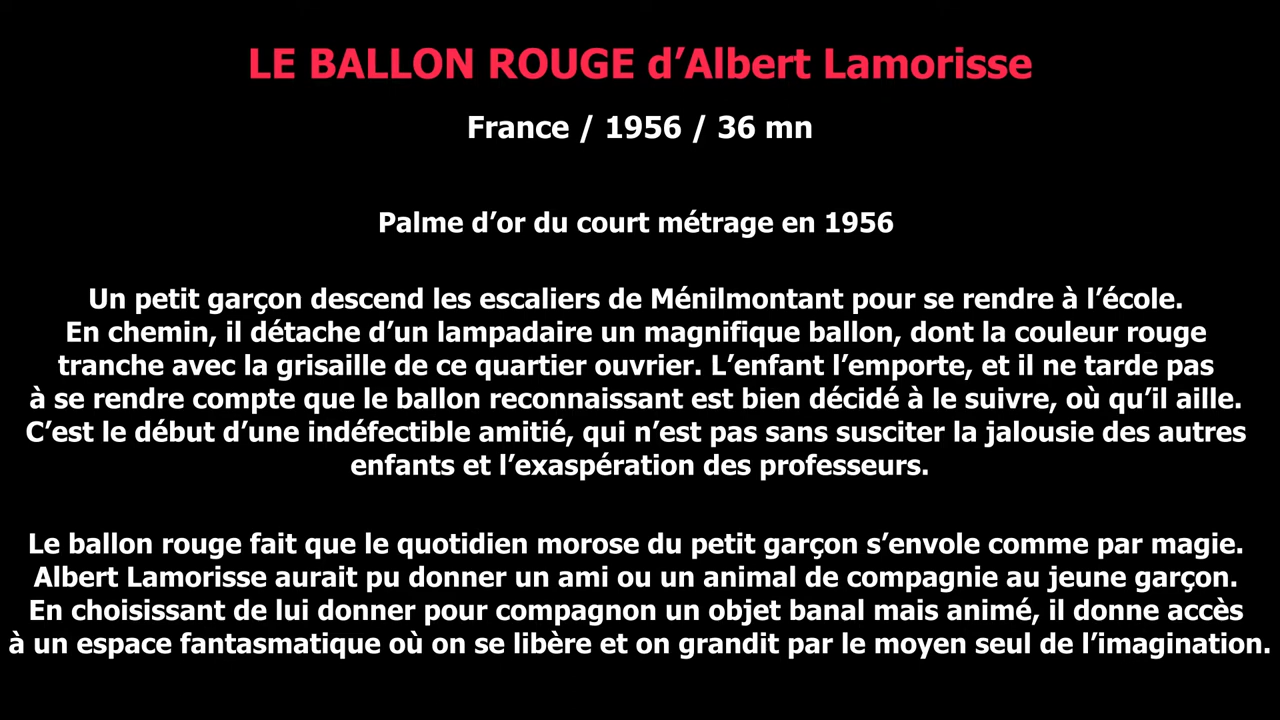 LE BALLON ROUGE d’Albert Lamorisse
France / 1956 / 36 mn
Palme d’or du court métrage en 1956
Un petit garçon descend les escaliers de Ménilmontant pour se rendre à l’école.
En chemin, il détache d’un lampadaire un magnifique ballon, dont la couleur rouge
tranche avec la grisaille de ce quartier ouvrier. L’enfant l’emporte, et il ne tarde pas
à se rendre compte que le ballon reconnaissant est bien décidé à le suivre, où qu’il aille.
C’est le début d’une indéfectible amitié, qui n’est pas sans susciter la jalousie des autres
enfants et l’exaspération des professeurs.
Le ballon rouge fait que le quotidien morose du petit garçon s’envole comme par magie.
Albert Lamorisse aurait pu donner un ami ou un animal de compagnie au jeune garçon.
En choisissant de lui donner pour compagnon un objet banal mais animé, il donne accès
à un espace fantasmatique où on se libère et on grandit par le moyen seul de l’imagination.